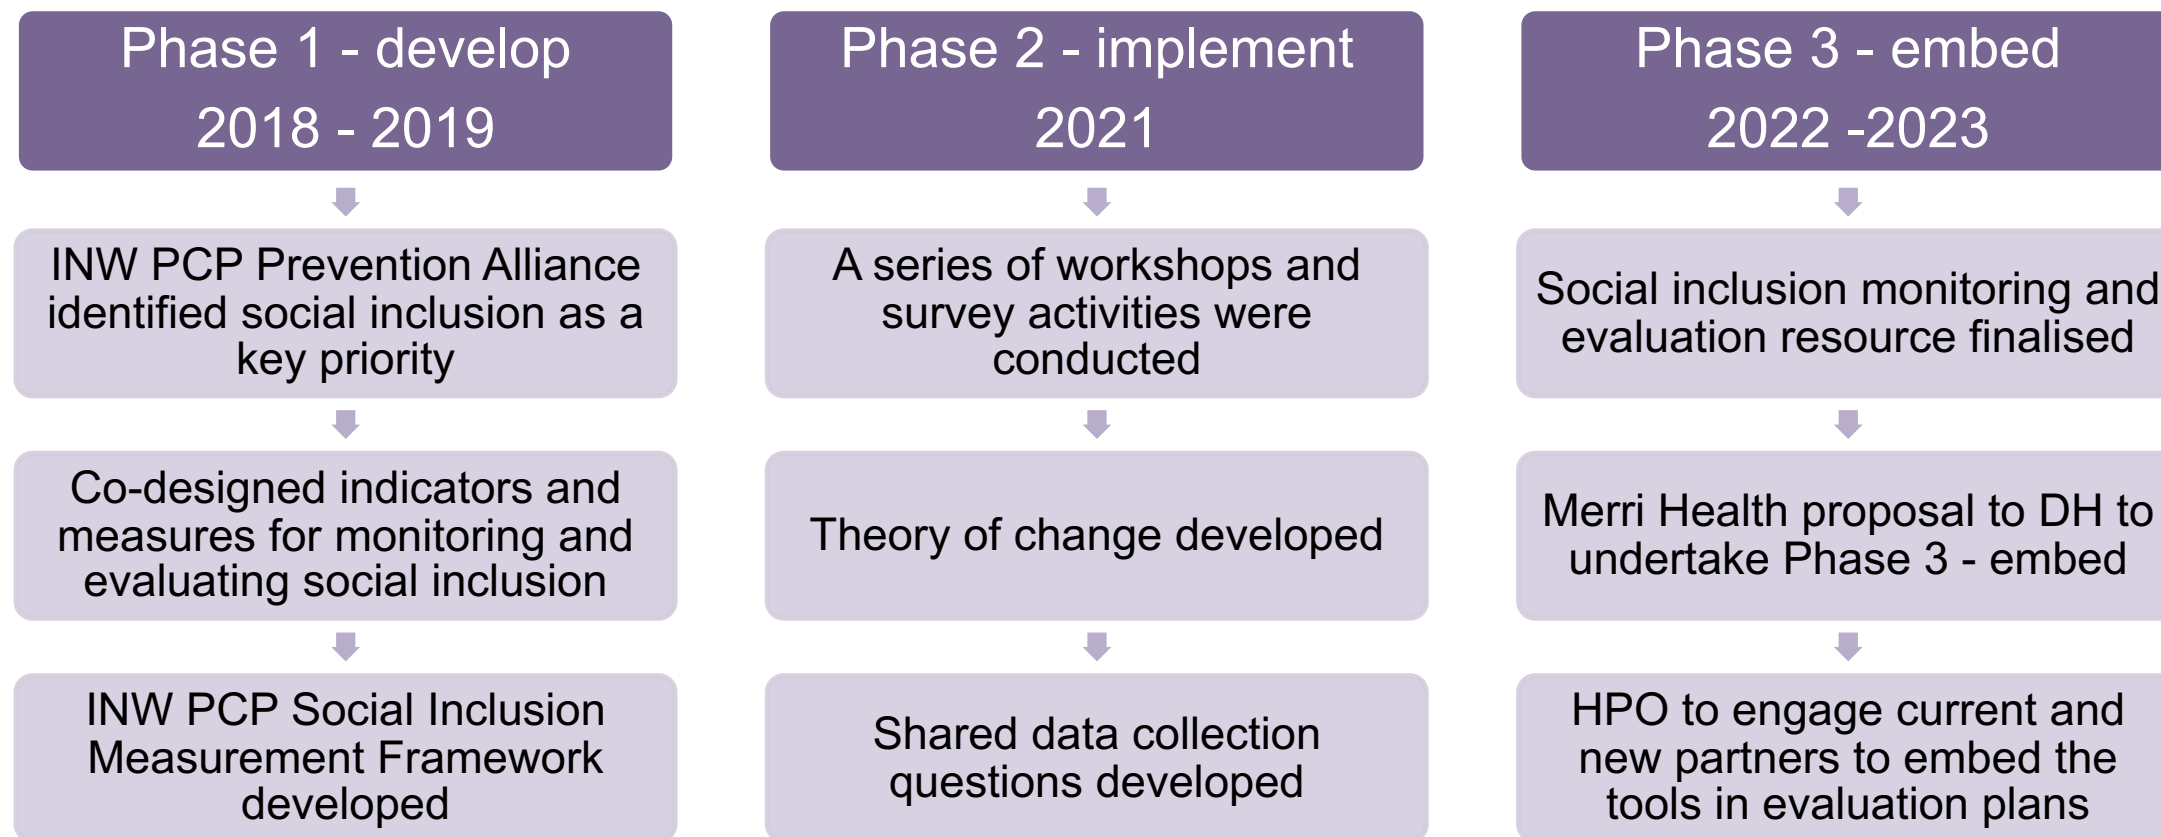 Phase 1 - develop
2018 - 2019
INW PCP Prevention Alliance
identified social inclusion as a
key priority
Co-designed indicators and
measures for monitoring and
evaluating social inclusion
INW PCP Social Inclusion
Measurement Framework
developed
Phase 2 - implement
2021
A series of workshops and
survey activities were
conducted
Theory of change developed
Shared data collection
questions developed
Phase 3 - embed
2022 -2023
Social inclusion monitoring and
evaluation resource finalised
Merri Health proposal to DH to
undertake Phase 3 - embed
HPO to engage current and
new partners to embed the
tools in evaluation plans